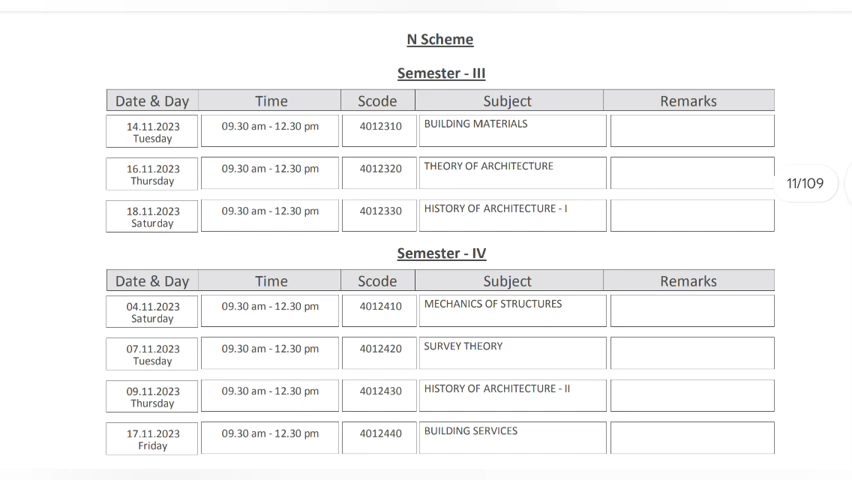 N Scheme
Semester - III
Date & Day Time Scode Subject Remarks
14.11.2023 09.30 am - 12.30 pm 4012310 BUILDING MATERIALS
Tuesday
16.11.2023 09.30 am - 12.30 pm 4012320 THEORY OF ARCHITECTURE
Thursday
11/109
18.11.2023 09.30 am - 12.30 pm 4012330 HISTORY OF ARCHITECTURE - I
Saturday
Semester - IV
Date & Day Time Scode Subject Remarks
04.11.2023 09.30 am - 12.30 pm 4012410 MECHANICS OF STRUCTURES
Saturday
07.11.2023 09.30 am - 12.30 pm 4012420 SURVEY THEORY
Tuesday
09.11.2023 09.30 am - 12.30 pm 4012430 HISTORY OF ARCHITECTURE - II
Thursday
17.11.2023 09.30 am - 12.30 pm 4012440 BUILDING SERVICES
Friday